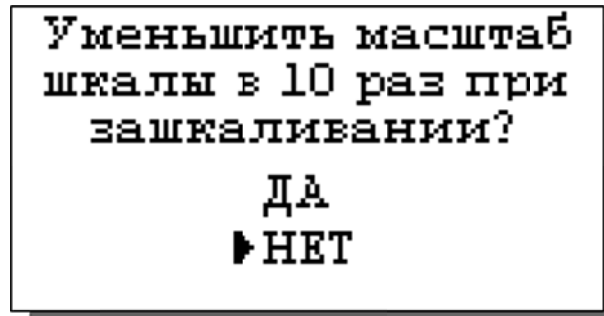 Уменьшить масштаб
шкалы в 10 раз при
зашкаливании?
ДА
НЕТ